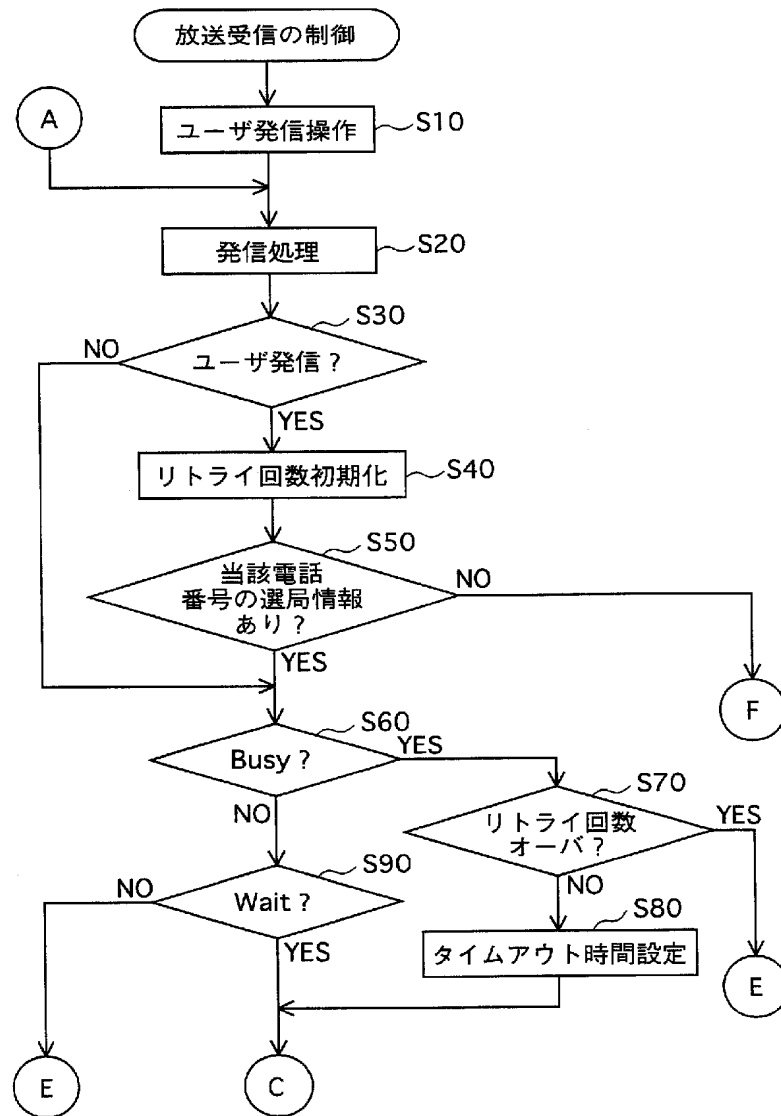 放送受信の制御
A
ユーザ発信操作
S10
発信処理
S20
S30
ユーザ発信？
NO
YES
リトライ回数初期化
S40
S50
当該電話
番号の選局情報
あり？
NO
YES
F
S60
Busy？
YES
NO
S70
リトライ回数
オーバ？
YES
NO
S90
Wait？
NO
YES
S80
タイムアウト時間設定
E
E
C